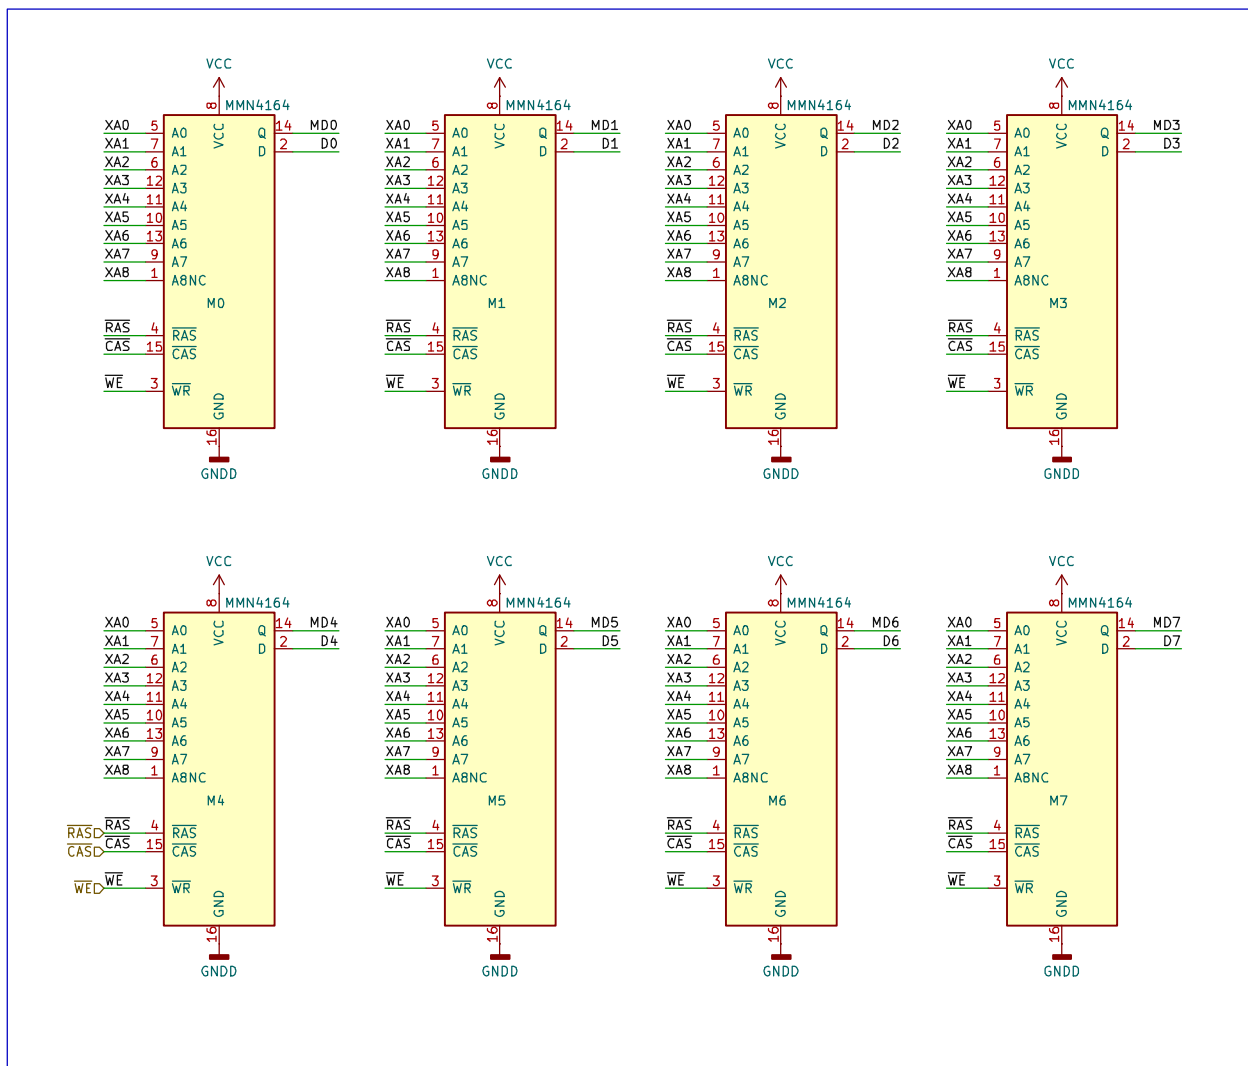 VCC VCC VCC VCC
8 MMN4164 8 MMN4164 8 MMN4164 8 MMN4164
XA0 5 A0 VCC Q 14 MD0 XA0 5 A0 VCC Q 14 MD1 XA0 5 A0 VCC Q 14 MD2 XA0 5 A0 VCC Q 14 MD3
XA1 7 A1 D 2 D0 XA1 7 A1 D 2 D1 XA1 7 A1 D 2 D2 XA1 7 A1 D 2 D3
XA2 6 A2 XA2 6 A2 XA2 6 A2 XA2 6 A2
XA3 12 A3 XA3 12 A3 XA3 12 A3 XA3 12 A3
XA4 11 A4 XA4 11 A4 XA4 11 A4 XA4 11 A4
XA5 10 A5 XA5 10 A5 XA5 10 A5 XA5 10 A5
XA6 13 A6 XA6 13 A6 XA6 13 A6 XA6 13 A6
XA7 9 A7 XA7 9 A7 XA7 9 A7 XA7 9 A7
XA8 1 A8NC XA8 1 A8NC XA8 1 A8NC XA8 1 A8NC
M0 M1 M2 M3
RAS 4 RAS RAS 4 RAS RAS 4 RAS RAS 4 RAS
CAS 15 CAS CAS 15 CAS CAS 15 CAS CAS 15 CAS
WE 3 WR WE 3 WR WE 3 WR WE 3 WR
GND GND GND GND
16 16 16 16
GNDD GNDD GNDD GNDD
VCC VCC VCC VCC
8 MMN4164 8 MMN4164 8 MMN4164 8 MMN4164
XA0 5 A0 VCC Q 14 MD4 XA0 5 A0 VCC Q 14 MD5 XA0 5 A0 VCC Q 14 MD6 XA0 5 A0 VCC Q 14 MD7
XA1 7 A1 D 2 D4 XA1 7 A1 D 2 D5 XA1 7 A1 D 2 D6 XA1 7 A1 D 2 D7
XA2 6 A2 XA2 6 A2 XA2 6 A2 XA2 6 A2
XA3 12 A3 XA3 12 A3 XA3 12 A3 XA3 12 A3
XA4 11 A4 XA4 11 A4 XA4 11 A4 XA4 11 A4
XA5 10 A5 XA5 10 A5 XA5 10 A5 XA5 10 A5
XA6 13 A6 XA6 13 A6 XA6 13 A6 XA6 13 A6
XA7 9 A7 XA7 9 A7 XA7 9 A7 XA7 9 A7
XA8 1 A8NC XA8 1 A8NC XA8 1 A8NC XA8 1 A8NC
M4 M5 M6 M7
RAS RAS 4 RAS RAS 4 RAS RAS 4 RAS RAS 4 RAS
CAS CAS 15 CAS CAS 15 CAS CAS 15 CAS CAS 15 CAS
WE WE 3 WR WE 3 WR WE 3 WR WE 3 WR
GND GND GND GND
16 16 16 16
GNDD GNDD GNDD GNDD